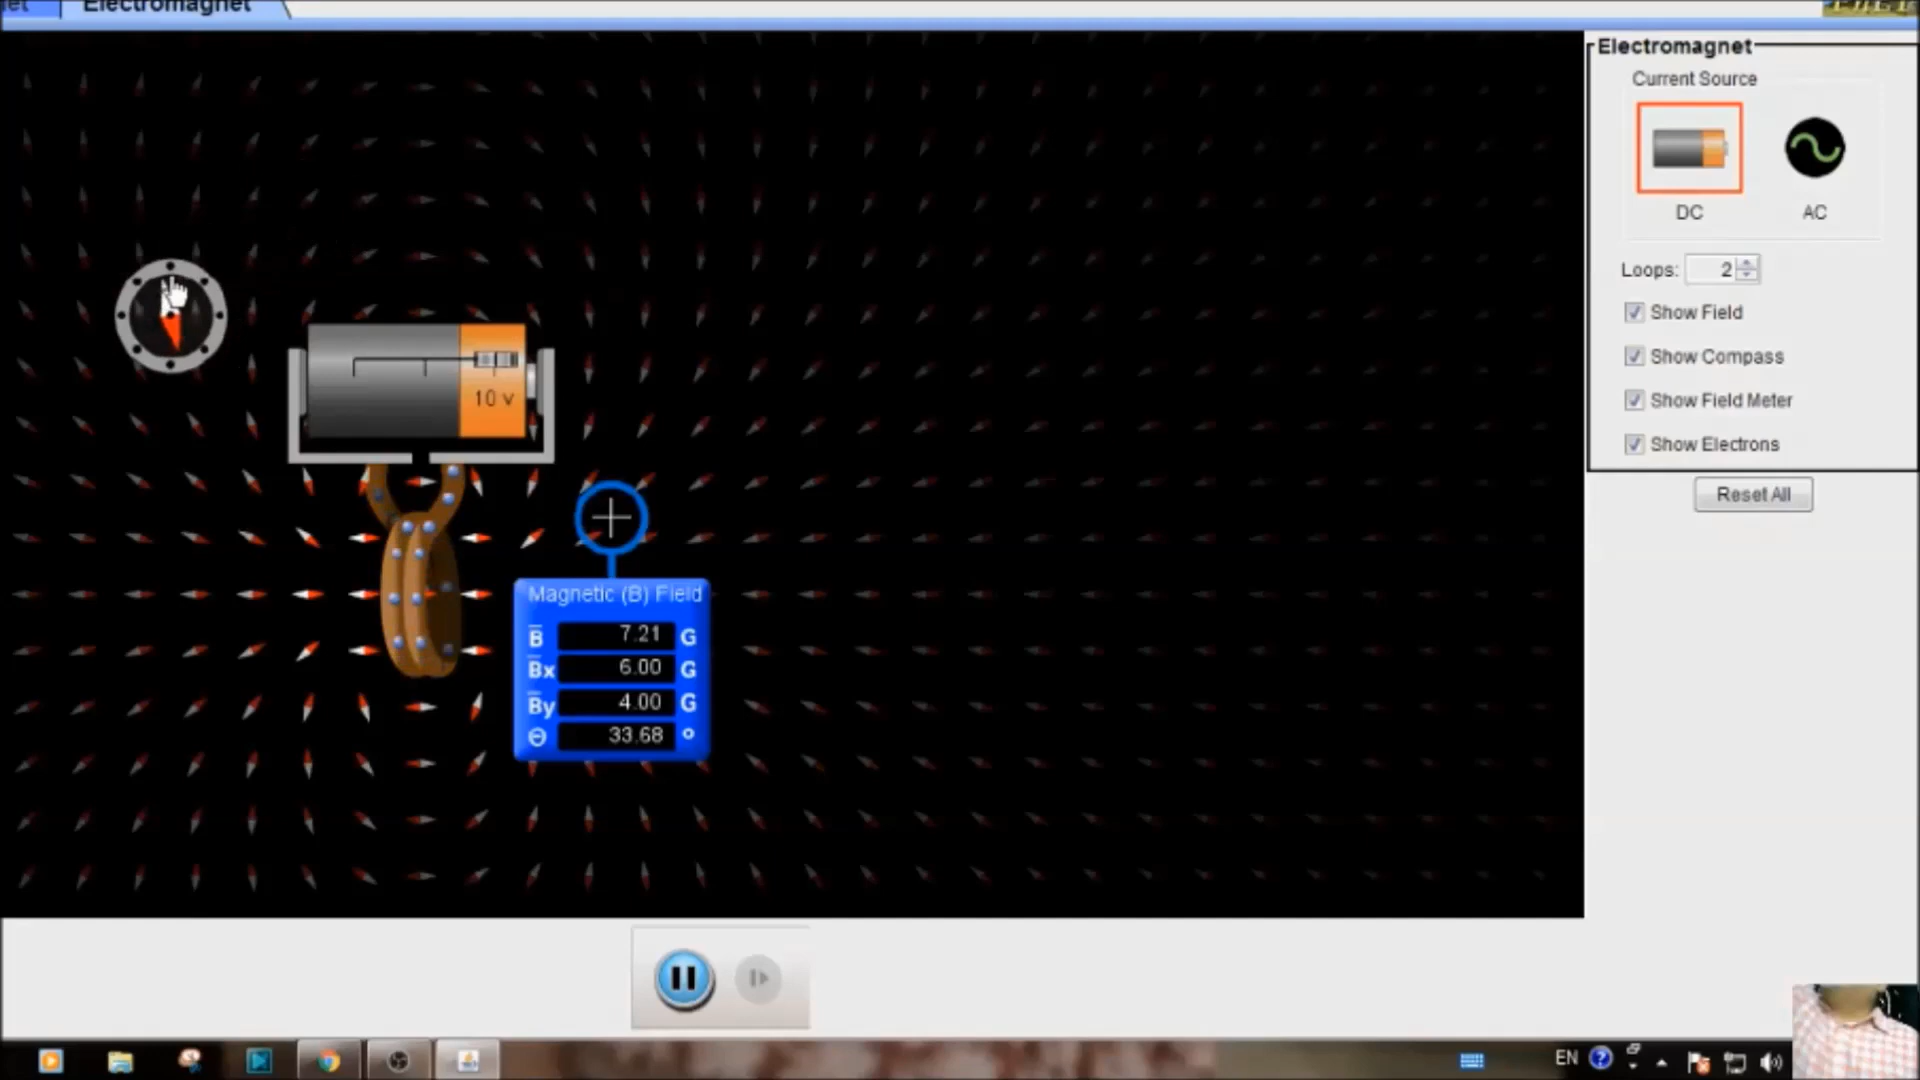 et
Electromagnet
Electromagnet
Current Source
DC
AC
Loops:
2
Show Field
Show Compass
Show Field Meter
Show Electrons
Reset All
10 v
Magnetic (B) Field
B 7.21 G
Bx 6.00 G
By 4.00 G
Θ 33.68 °
EN